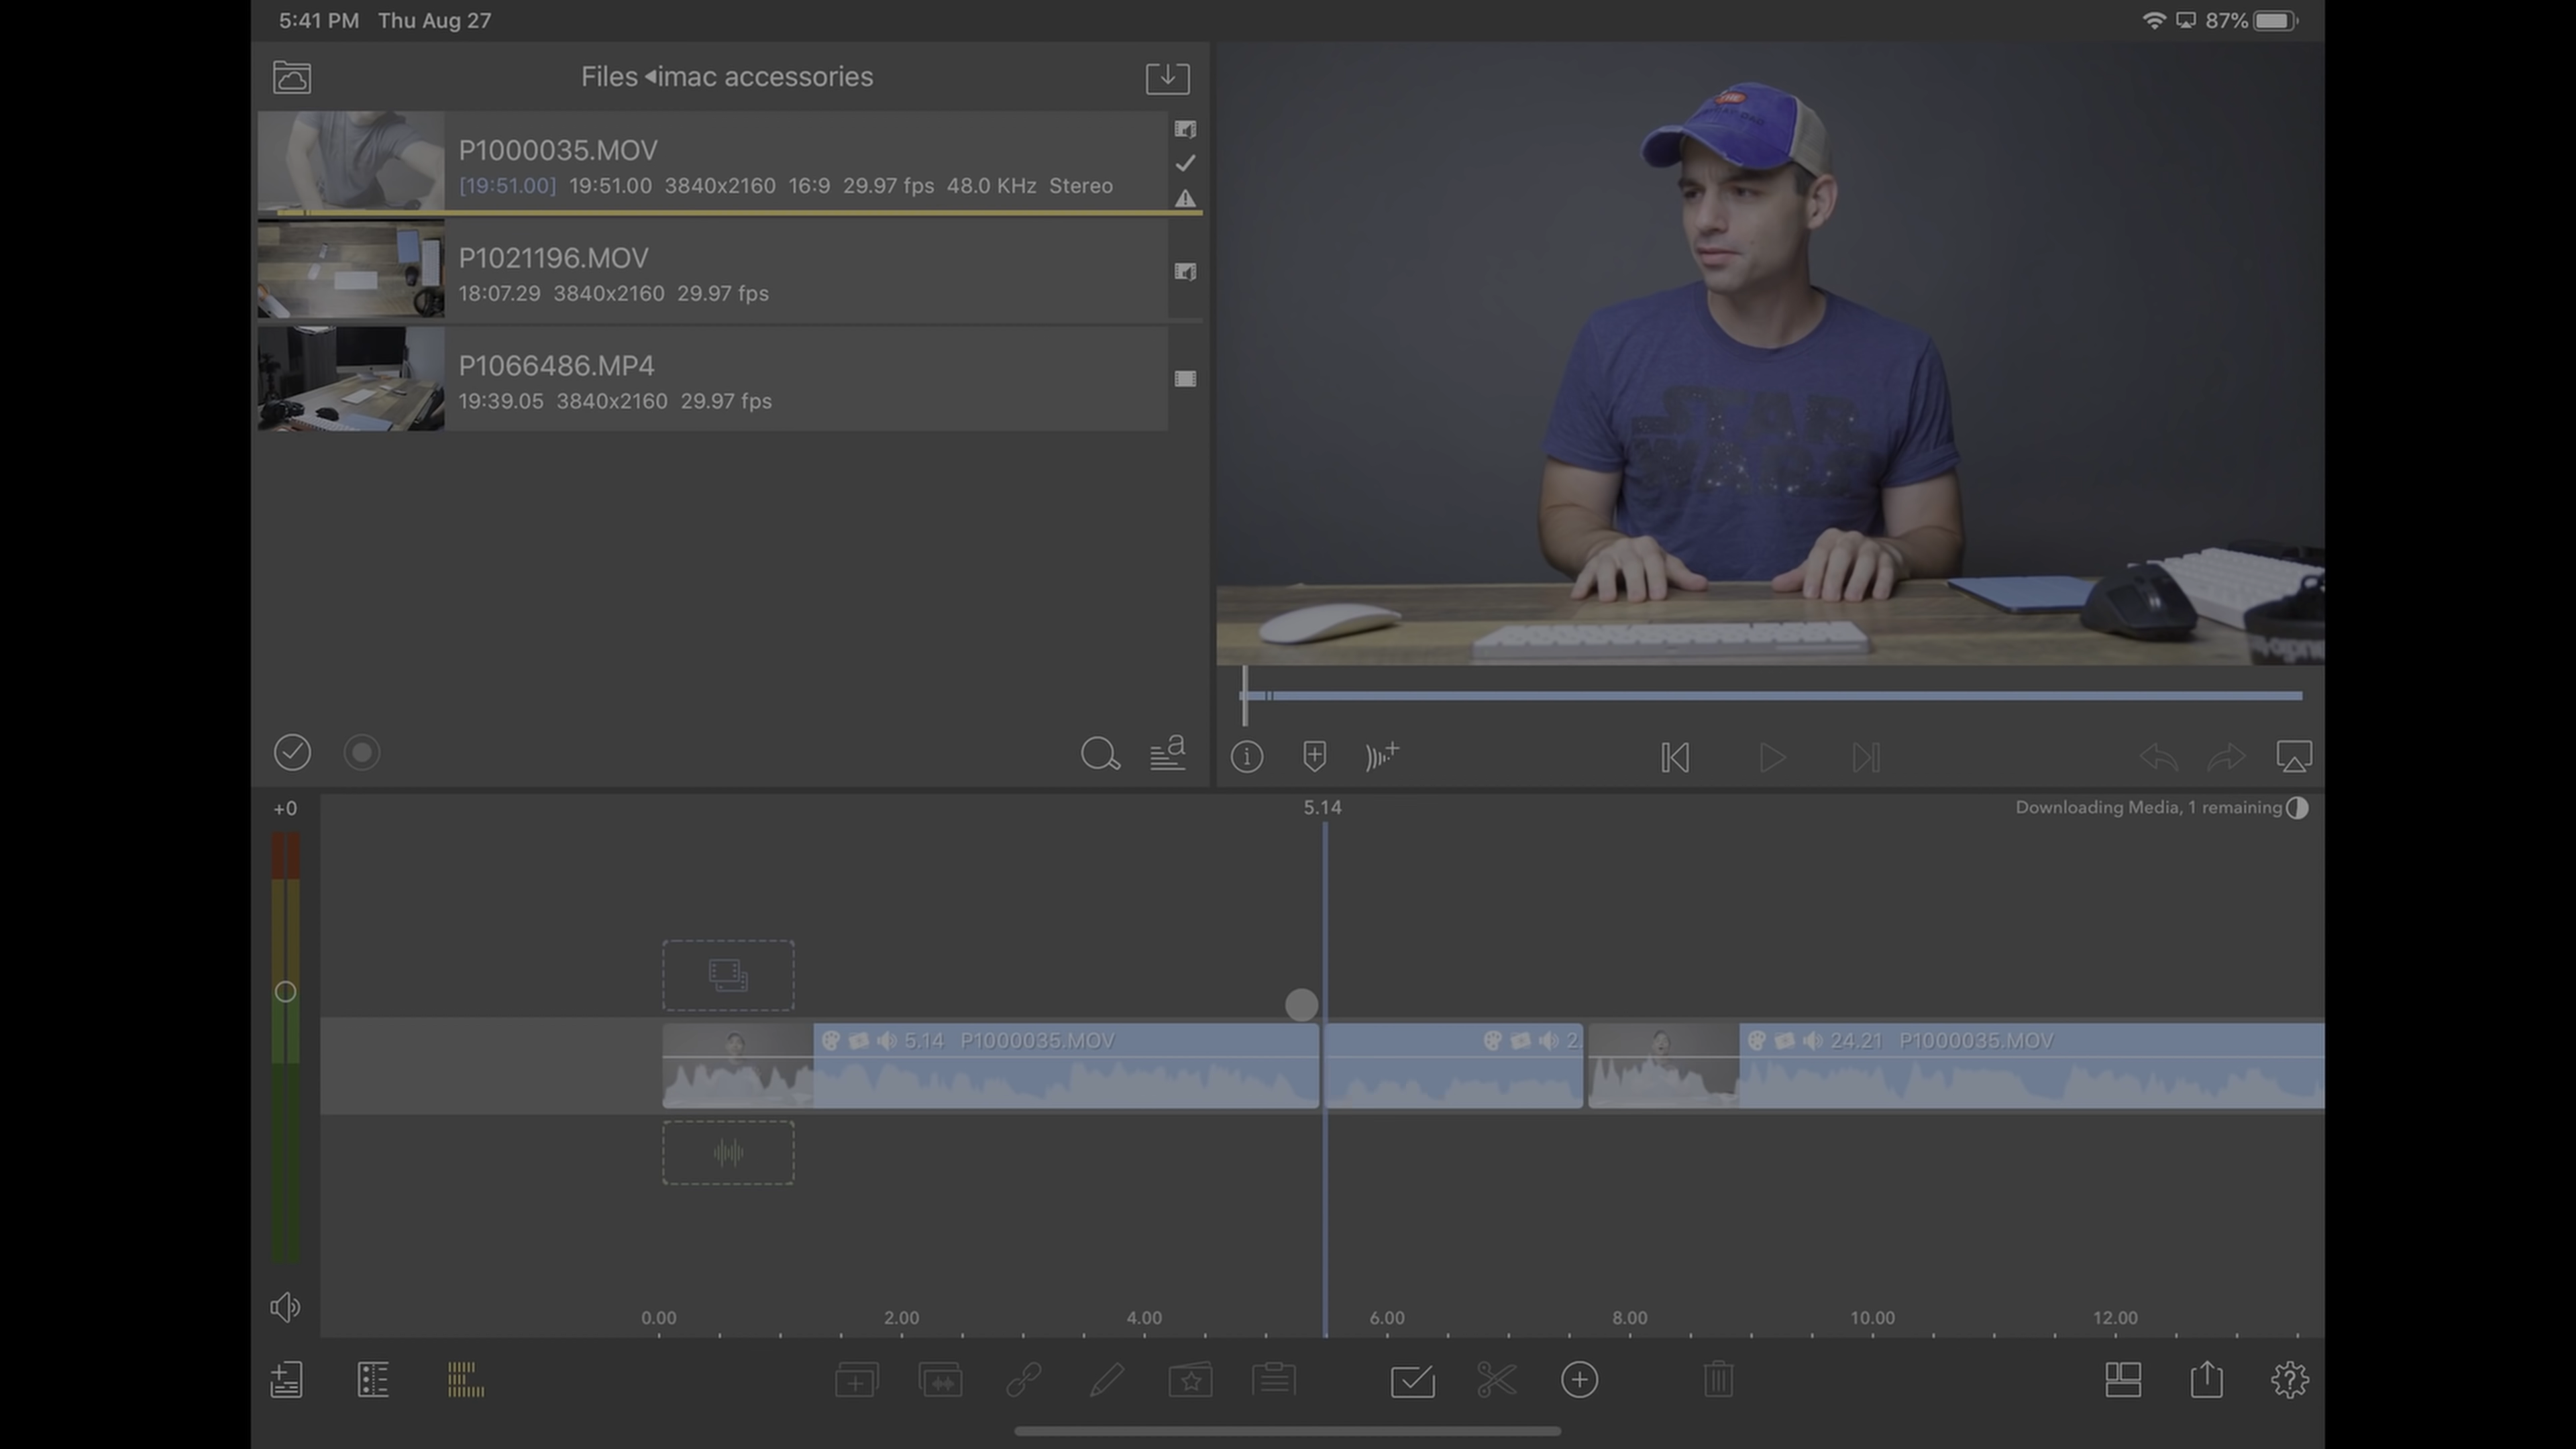 5:41 PM Thu Aug 27
87%
Files ◂imac accessories
P1000035.MOV
[19:51.00] 19:51.00 3840x2160 16:9 29.97 fps 48.0 KHz Stereo
P1021196.MOV
18:07.29 3840x2160 29.97 fps
P1066486.MP4
19:39.05 3840x2160 29.97 fps
STAR
WARS
a
+0
5.14
Downloading Media, 1 remaining
5.14 P1000035.MOV
2.
24.21 P1000035.MOV
0.00 2.00 4.00 6.00 8.00 10.00 12.00